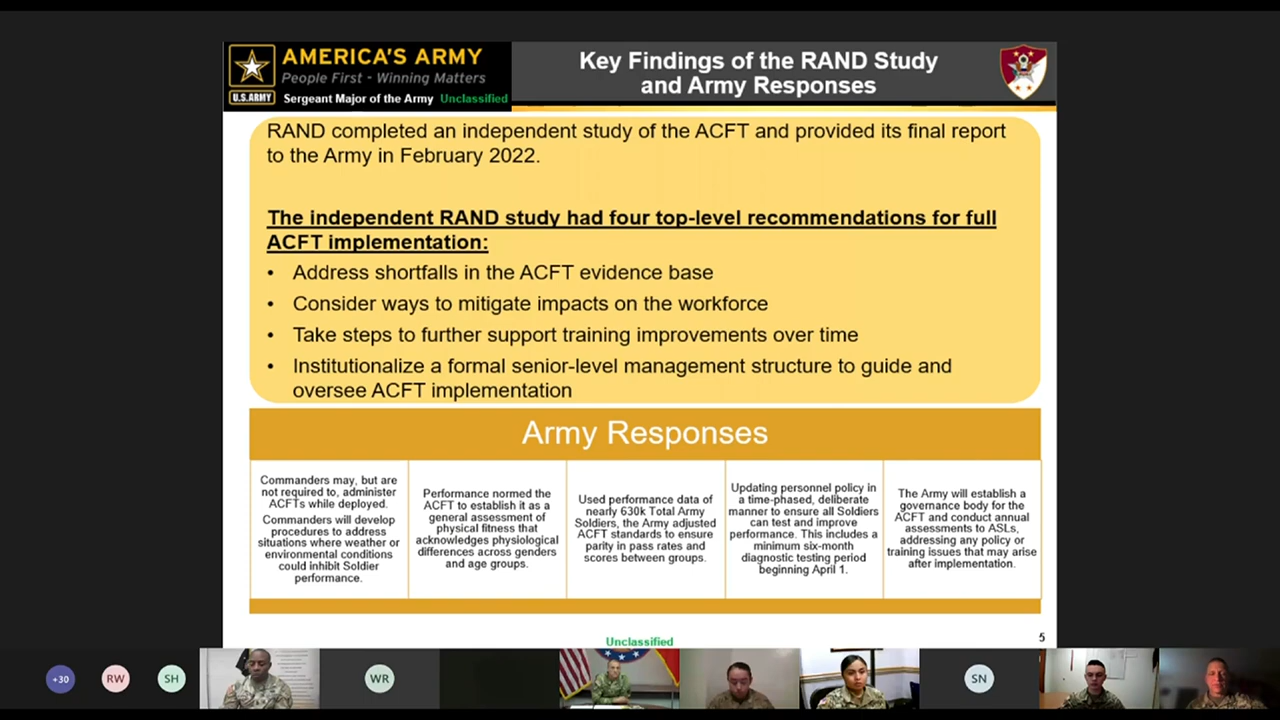 AMERICA'S ARMY
People First - Winning Matters
U.S.ARMY
Sergeant Major of the Army Unclassified
Key Findings of the RAND Study
and Army Responses
RAND completed an independent study of the ACFT and provided its final report
to the Army in February 2022.
The independent RAND study had four top-level recommendations for full
ACFT implementation:
• Address shortfalls in the ACFT evidence base
• Consider ways to mitigate impacts on the workforce
• Take steps to further support training improvements over time
• Institutionalize a formal senior-level management structure to guide and
oversee ACFT implementation
Army Responses
Commanders may, but are
not required to, administer
ACFTs while deployed.
Commanders will develop
procedures to address
situations where weather or
environmental conditions
could inhibit Soldier
performance.
Performance normed the
ACFT to establish it as a
general assessment of
physical fitness that
acknowledges physiological
differences across genders
and age groups.
Used performance data of
nearly 630k Total Army
Soldiers, the Army adjusted
ACFT standards to ensure
parity in pass rates and
scores between groups.
Updating personnel policy in
a time-phased, deliberate
manner to ensure all Soldiers
can test and improve
performance. This includes a
minimum six-month
diagnostic testing period
beginning April 1.
The Army will establish a
governance body for the
ACFT and conduct annual
assessments to ASLs,
addressing any policy or
training issues that may arise
after implementation.
Unclassified
5
+30
RW
SH
WR
SN